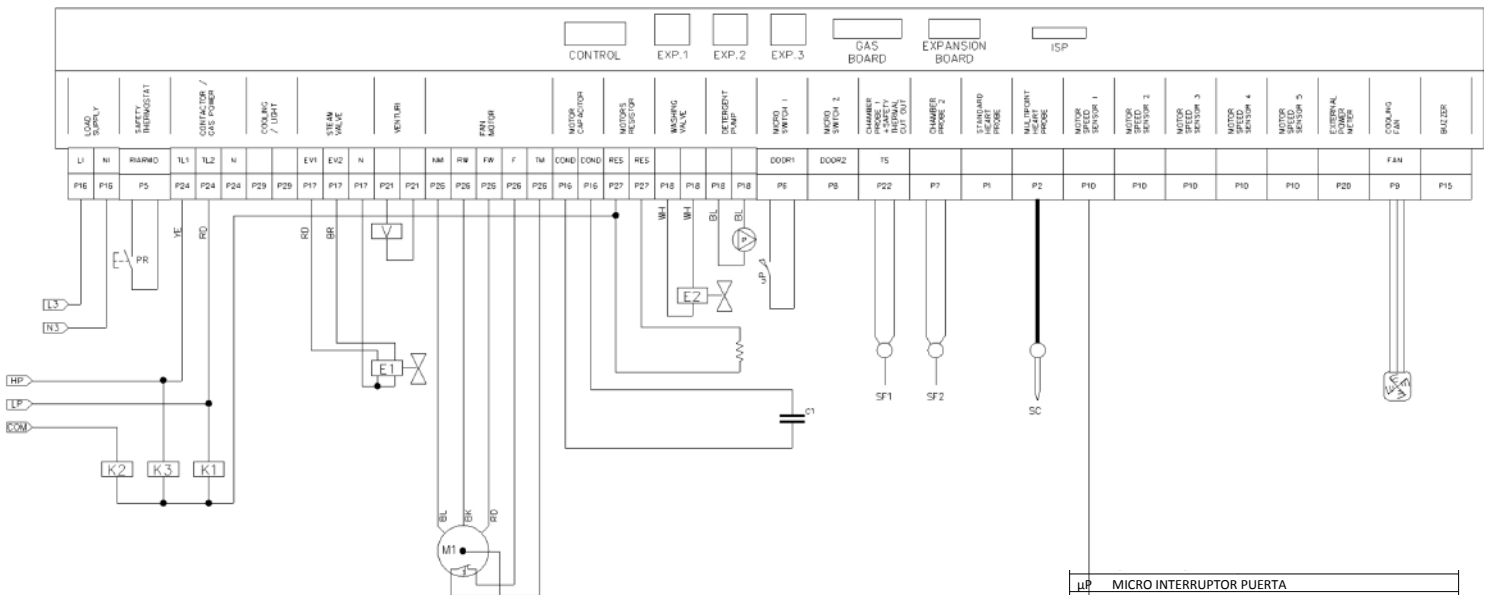 CONTROL
EXP.1
EXP.2
EXP.3
GAS
BOARD
EXPANSION
BOARD
ISP
LOAD
SUPPLY
SAFETY
THERMOSTAT
CONTACTOR /
GAS POWER
COOLING
/ LIGHT
STEAM
VALVE
VENTURI
FAN
MOTOR
MOTOR
CAPACITOR
MOTORS
RESISTOR
WASHING
VALVE
DETERGENT
PUMP
MICRO
SWITCH 1
MICRO
SWITCH 2
CHAMBER
PROBE 1
+SAFETY
THERMAL
CUT OUT
CHAMBER
PROBE 2
STANDARD
HEART
PROBE
MULTIPOINT
HEART
PROBE
MOTOR
SPEED
SENSOR 1
MOTOR
SPEED
SENSOR 2
MOTOR
SPEED
SENSOR 3
MOTOR
SPEED
SENSOR 4
MOTOR
SPEED
SENSOR 5
EXTERNAL
POWER
METER
COOLING
FAN
BUZZER
LI NI RIARMO TL1 TL2 N EV1 EV2 N NM RW FW F TM COND COND RES RES DOOR1 DOOR2 TS FAN
P16 P16 P5 P24 P24 P24 P29 P29 P17 P17 P17 P21 P21 P26 P26 P26 P26 P26 P16 P16 P27 P27 P18 P18 P18 P18 P6 P8 P22 P7 P1 P2 P10 P10 P10 P10 P10 P20 P9 P15
YE RD RD BR WH WH BL BL
V
P
PR
µP
E2
L3
N3
E1
HP
LP
COM
SF1
SF2
SC
C1
K2
K3
K1
BL BK RD
M1
µP MICRO INTERRUPTOR PUERTA